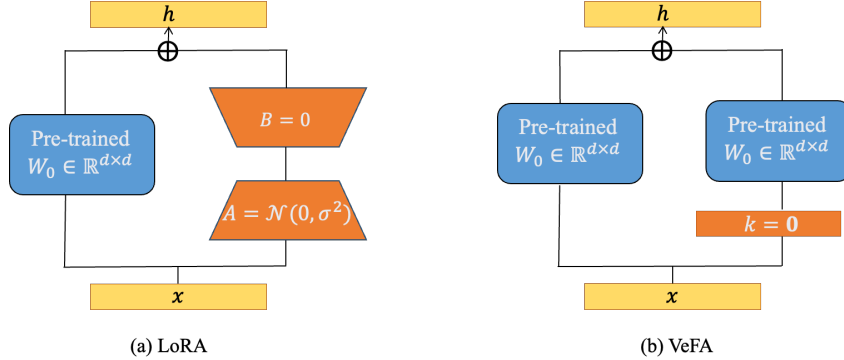 h
Pre-trained
W₀ ∈ ℝ^{d×d}
B = 0
A = 𝒩(0, σ²)
x
(a) LoRA
h
Pre-trained
W₀ ∈ ℝ^{d×d}
Pre-trained
W₀ ∈ ℝ^{d×d}
k = 𝟎
x
(b) VeFA